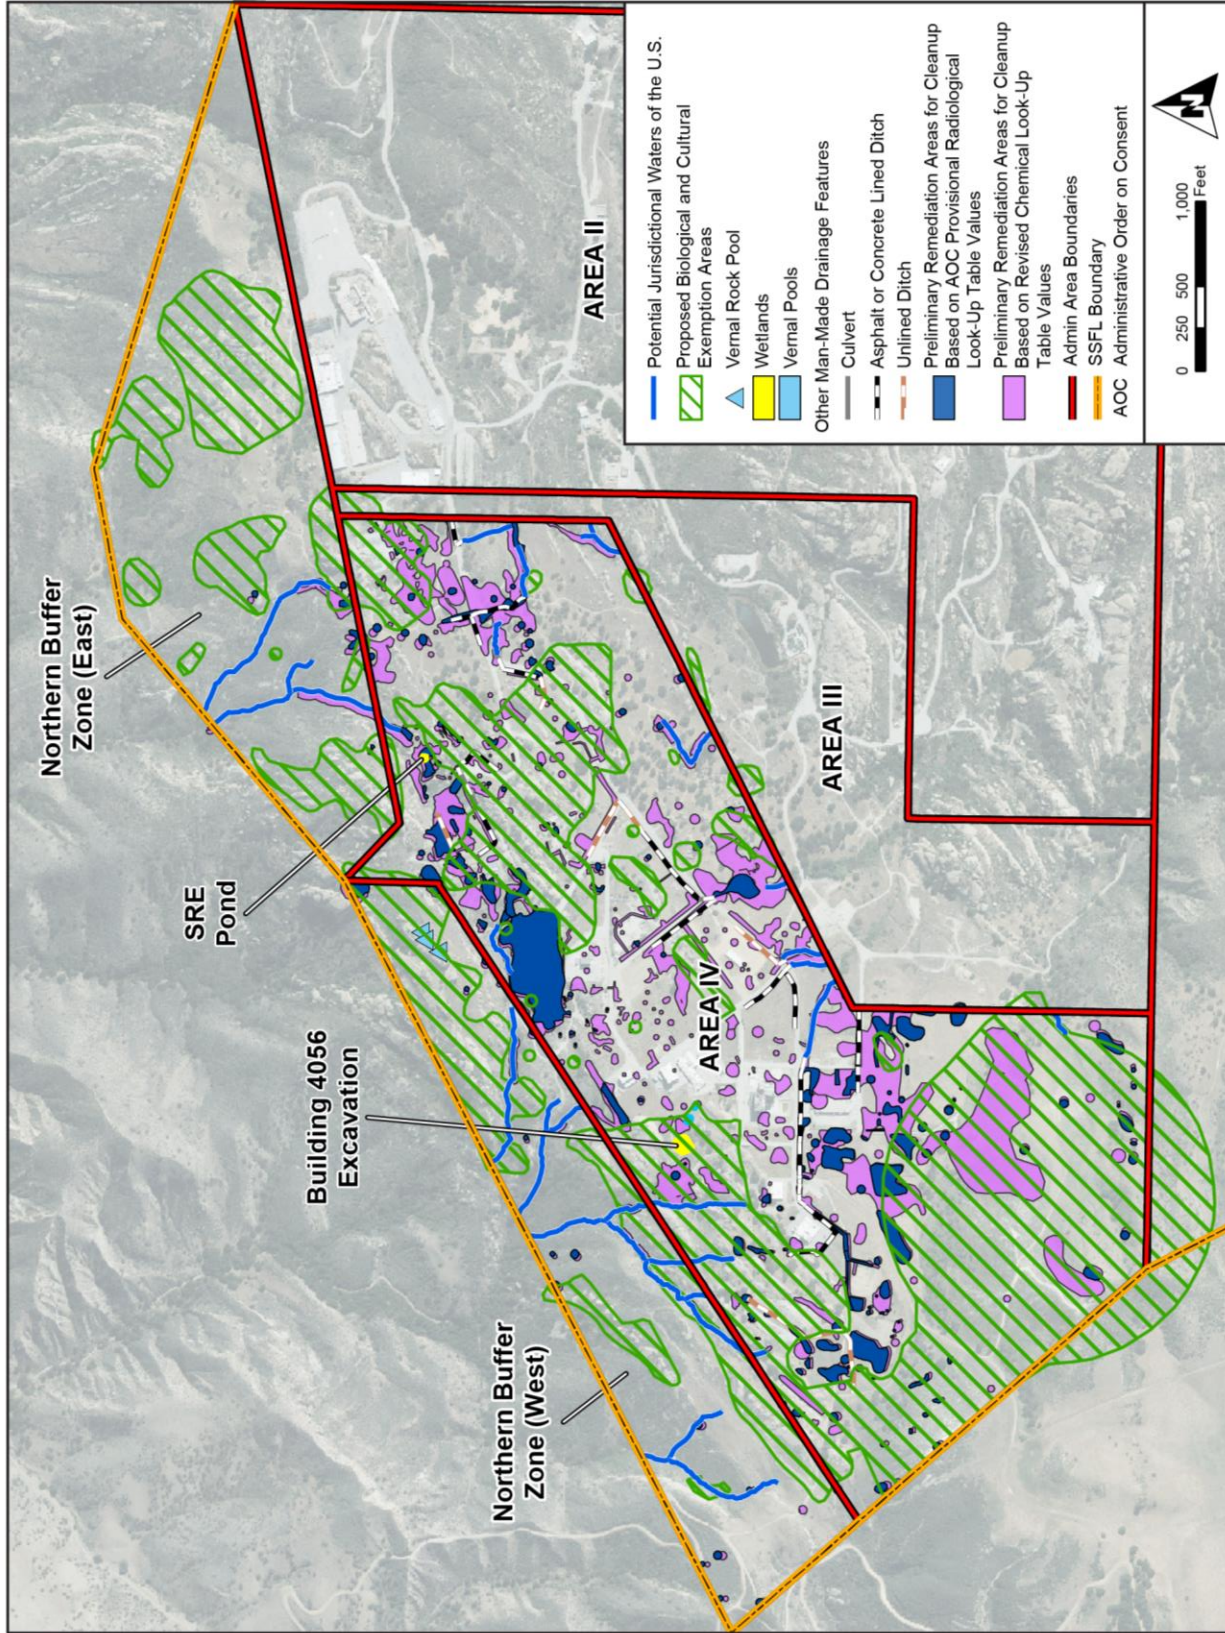 Northern Buffer
Zone (East)
SRE
Pond
Building 4056
Excavation
Northern Buffer
Zone (West)
AREA II
AREA III
AREA IV
Potential Jurisdictional Waters of the U.S.
Proposed Biological and Cultural
Exemption Areas
Vernal Rock Pool
Wetlands
Vernal Pools
Other Man-Made Drainage Features
Culvert
Asphalt or Concrete Lined Ditch
Unlined Ditch
Preliminary Remediation Areas for Cleanup
Based on AOC Provisional Radiological
Look-Up Table Values
Preliminary Remediation Areas for Cleanup
Based on Revised Chemical Look-Up
Table Values
Admin Area Boundaries
SSFL Boundary
AOC Administrative Order on Consent
0 250 500 1,000
Feet
N